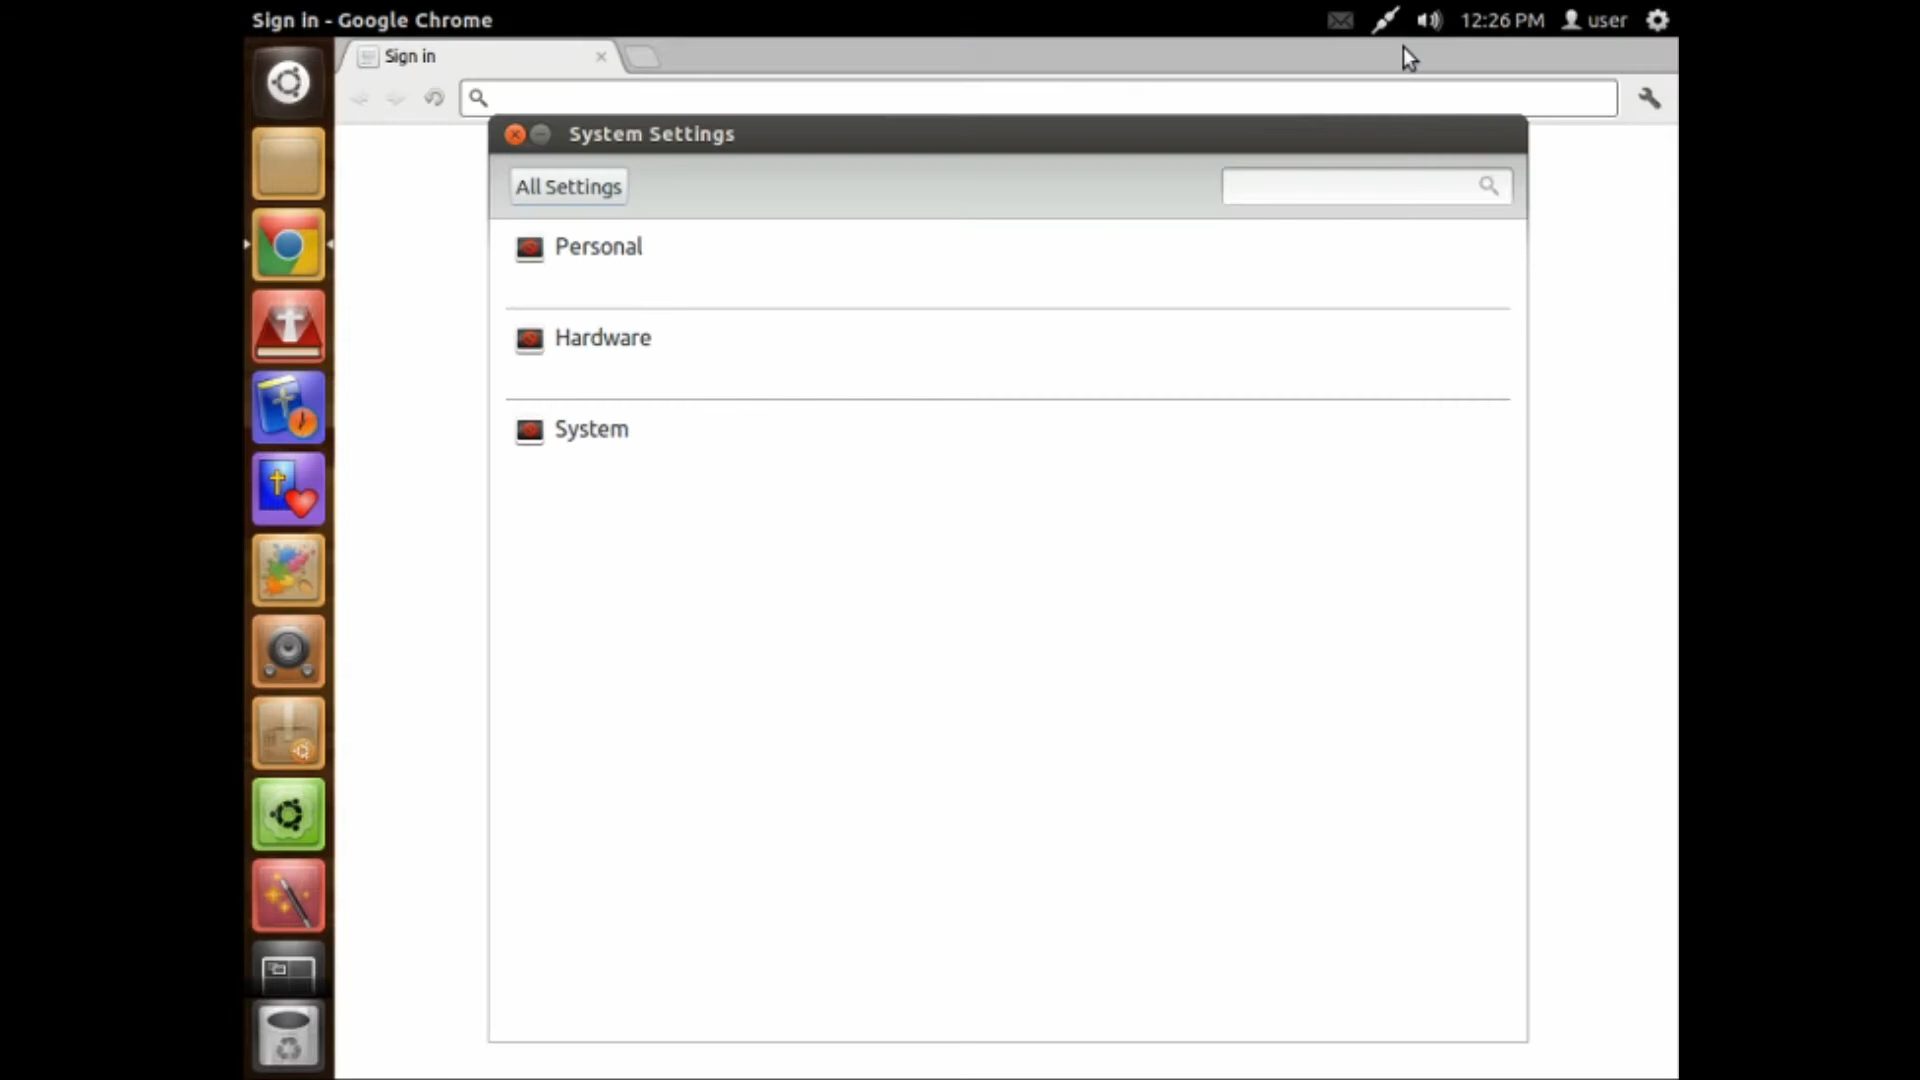 Sign in - Google Chrome
12:26 PM
user
Sign in
System Settings
All Settings
Personal
Hardware
System